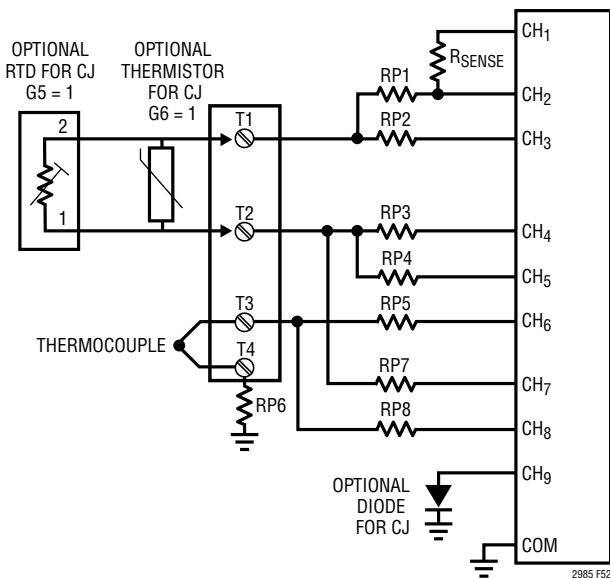 OPTIONAL
RTD FOR CJ
G5 = 1
OPTIONAL
THERMISTOR
FOR CJ
G6 = 1
2
1
T1
T2
T3
T4
THERMOCOUPLE
RP6
RSENSE
RP1
RP2
RP3
RP4
RP5
RP7
RP8
CH1
CH2
CH3
CH4
CH5
CH6
CH7
CH8
CH9
OPTIONAL
DIODE
FOR CJ
COM
2985 F52